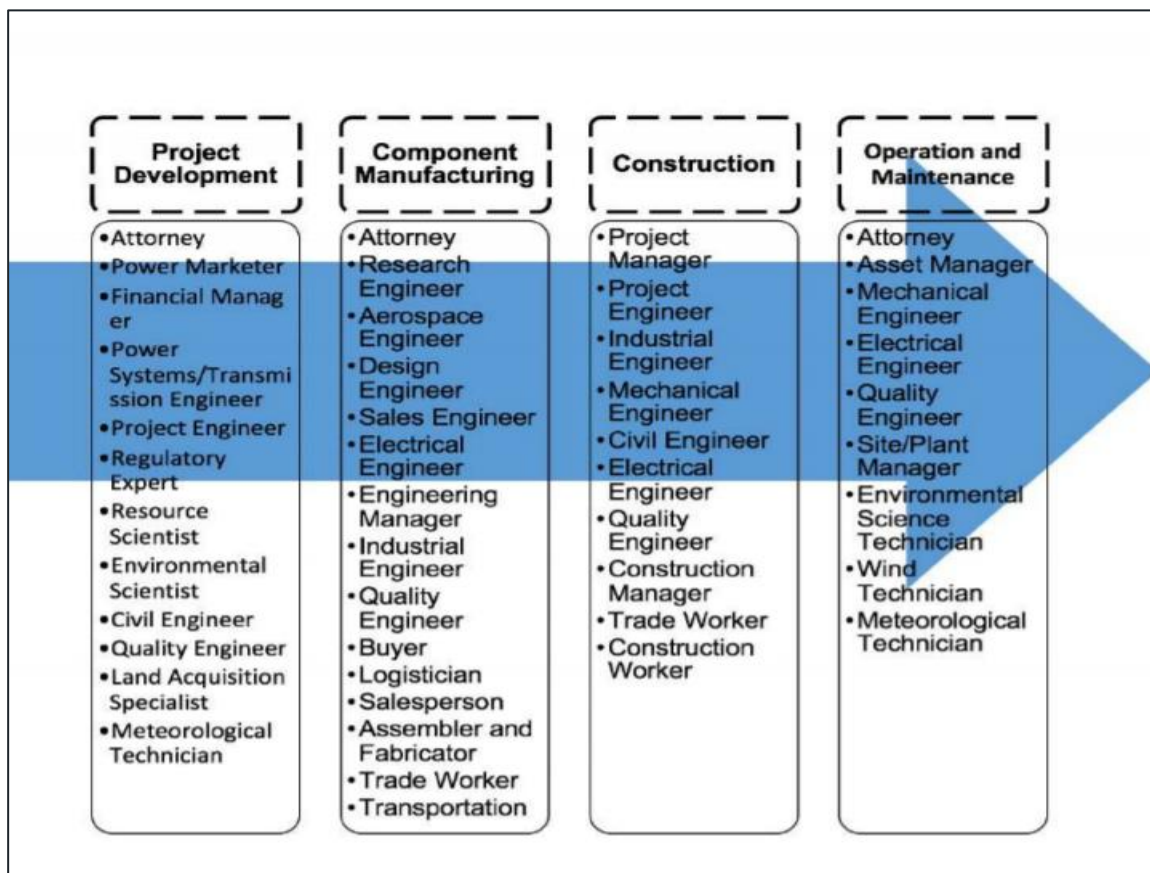 Project
Development
•Attorney
•Power Marketer
•Financial Manag
er
•Power
Systems/Transmi
ssion Engineer
•Project Engineer
•Regulatory
Expert
•Resource
Scientist
•Environmental
Scientist
•Civil Engineer
•Quality Engineer
•Land Acquisition
Specialist
•Meteorological
Technician
Component
Manufacturing
•Attorney
•Research
Engineer
•Aerospace
Engineer
•Design
Engineer
•Sales Engineer
•Electrical
Engineer
•Engineering
Manager
•Industrial
Engineer
•Quality
Engineer
•Buyer
•Logistician
•Salesperson
•Assembler and
Fabricator
•Trade Worker
•Transportation
Construction
•Project
Manager
•Project
Engineer
•Industrial
Engineer
•Mechanical
Engineer
•Civil Engineer
•Electrical
Engineer
•Quality
Engineer
•Construction
Manager
•Trade Worker
•Construction
Worker
Operation and
Maintenance
•Attorney
•Asset Manager
•Mechanical
Engineer
•Electrical
Engineer
•Quality
Engineer
•Site/Plant
Manager
•Environmental
Science
Technician
•Wind
Technician
•Meteorological
Technician